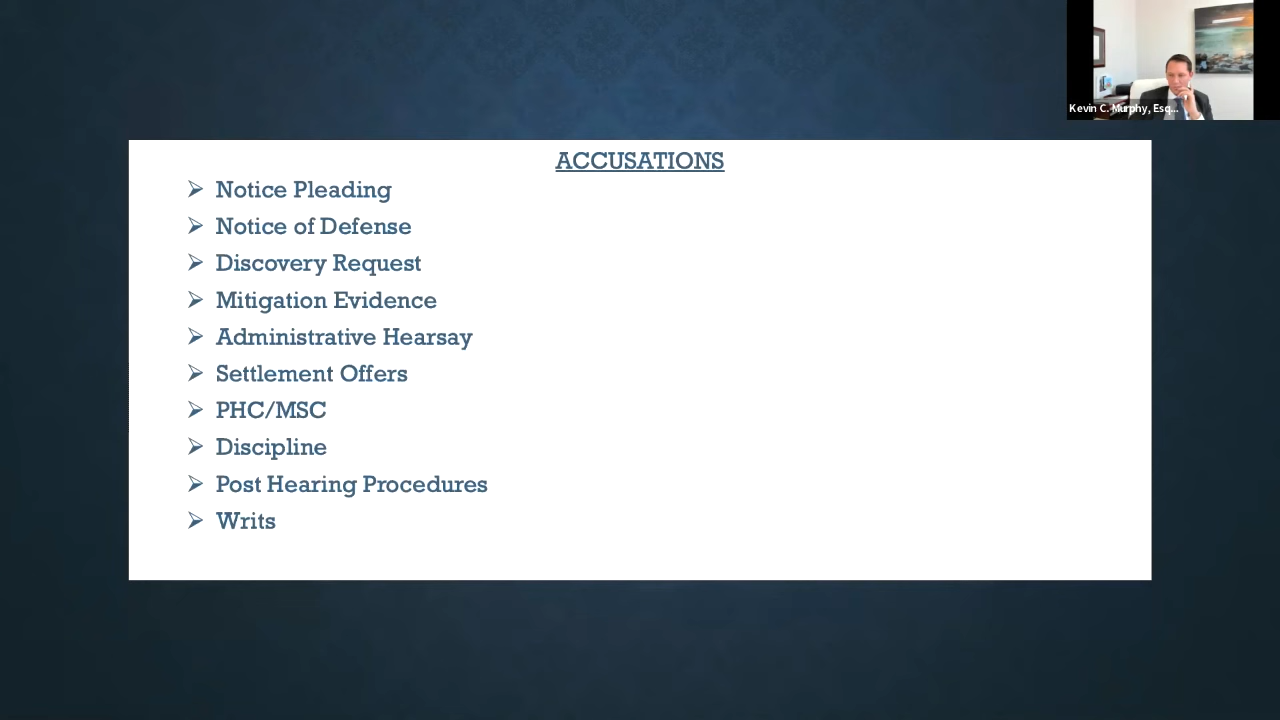 Kevin C. Murphy, Esq...
ACCUSATIONS
➢ Notice Pleading
➢ Notice of Defense
➢ Discovery Request
➢ Mitigation Evidence
➢ Administrative Hearsay
➢ Settlement Offers
➢ PHC/MSC
➢ Discipline
➢ Post Hearing Procedures
➢ Writs